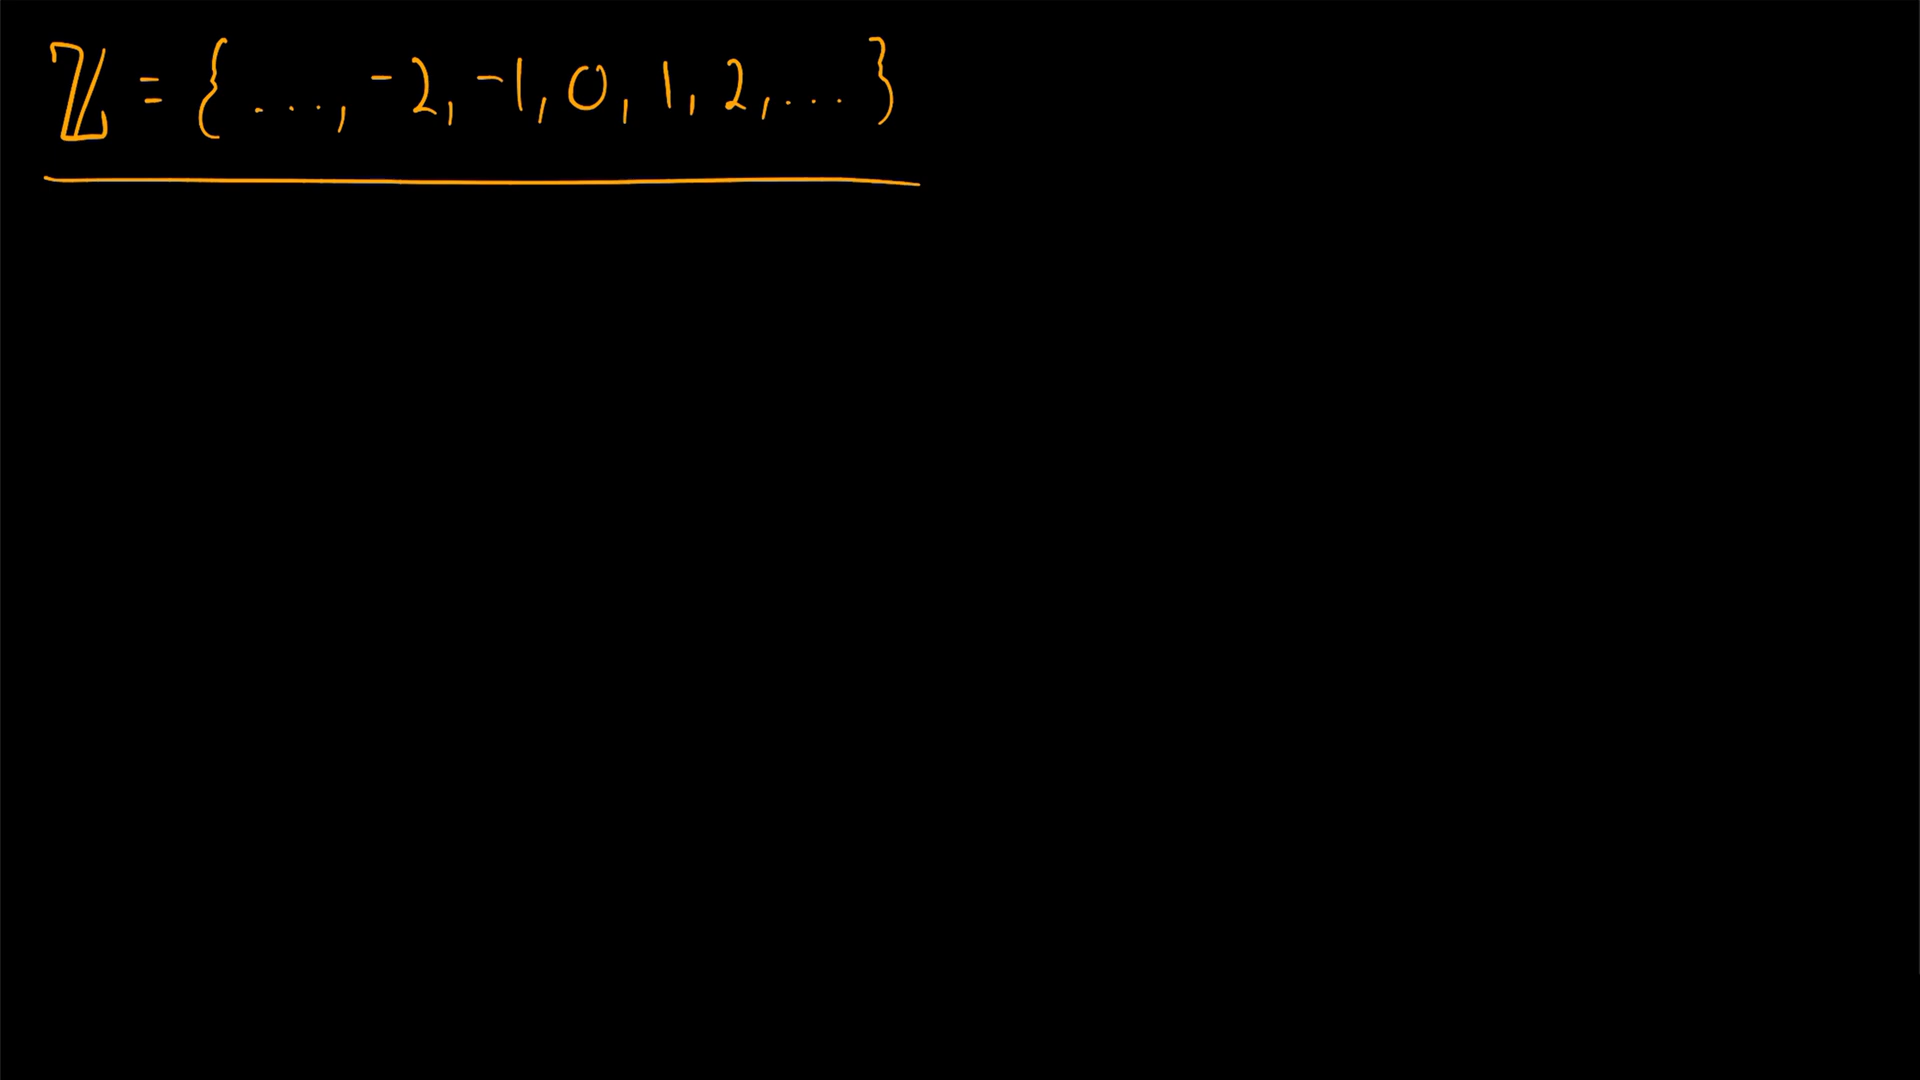 ℤ = { ..., -2, -1, 0, 1, 2, ... }